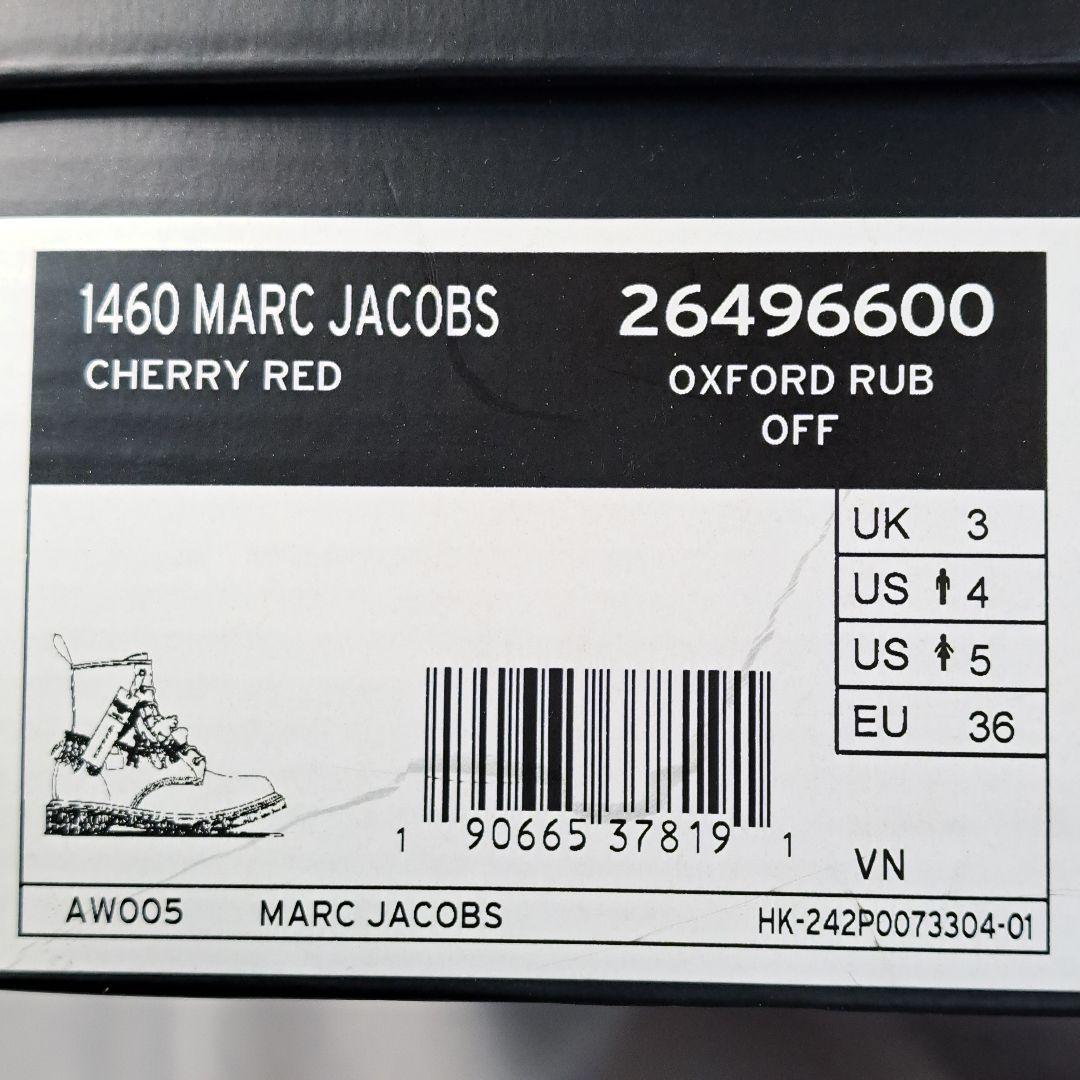 1460 MARC JACOBS
CHERRY RED
26496600
OXFORD RUB
OFF
UK 3
US 4
US 5
EU 36
1 90665 37819 1
VN
AW005 MARC JACOBS HK-242P0073304-01